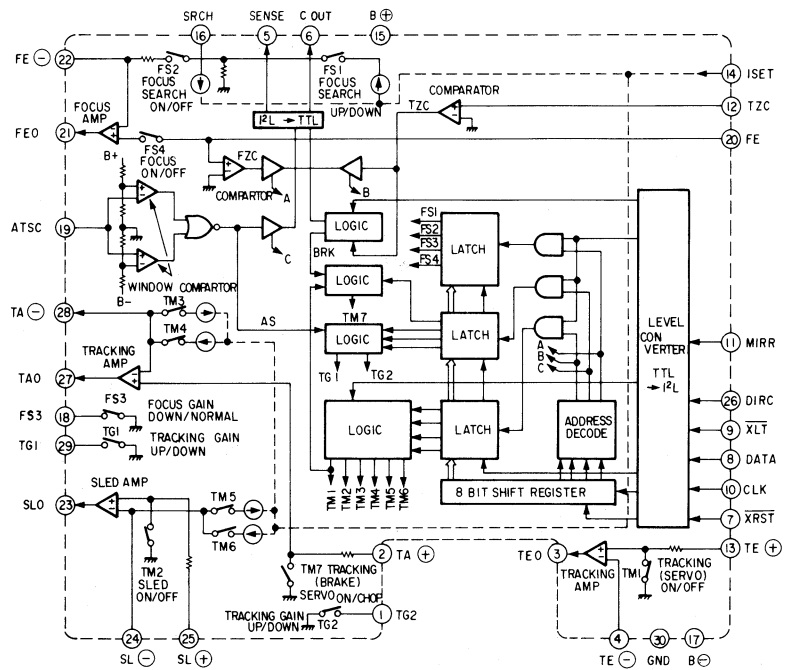 SRCH SENSE C OUT B⊕
16 5 6 15
FE⊖ 22
FS2
FOCUS
SEARCH
ON/OFF
FS1
FOCUS
SEARCH
UP/DOWN
14 ISET
COMPARATOR
TZC
12 TZC
FOCUS
AMP
FEO 21
I²L → TTL
20 FE
FS4
FOCUS
ON/OFF
FZC
COMPARTOR
A
B
B+
ATSC 19
B-
WINDOW COMPARTOR
C
LOGIC
BRK
FS1
FS2
FS3
FS4
LATCH
LOGIC
TM7
AS
LOGIC
TG1 TG2
LATCH
A
B
C
LEVEL
CONVERTER
TTL
→ I²L
11 MIRR
TA⊖ 28
TM3
TM4
TRACKING
AMP
TAO 27
FS3 18
FS3
FOCUS GAIN
DOWN/NORMAL
TG1 29
TG1
TRACKING GAIN
UP/DOWN
LOGIC
LATCH
ADDRESS
DECODE
26 DIRC
9 X̅L̅T̅
8 DATA
10 CLK
7 X̅R̅S̅T̅
TM1
TM2
TM3
TM4
TM5
TM6
8 BIT SHIFT REGISTER
SLED AMP
SLO 23
TM5
TM6
TM2
SLED
ON/OFF
2 TA⊕
TM7 TRACKING
(BRAKE)
SERVO ON/CHOP
TRACKING GAIN
UP/DOWN
TG2
1 TG2
TEO 3
TRACKING
AMP
TM1
TRACKING
(SERVO)
ON/OFF
13 TE⊕
24 25
SL⊖ SL⊕
4 30 17
TE⊖ GND B⊖